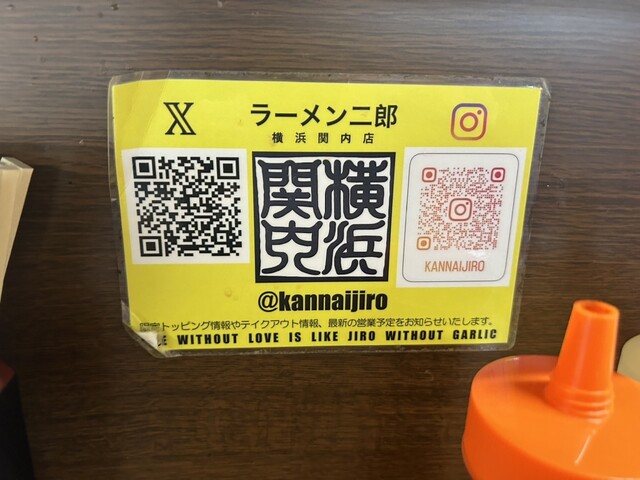 X
ラーメン二郎
横浜関内店
横浜
関内
KANNAIJIRO
@kannaijiro
トッピング情報やテイクアウト情報、最新の営業予定をお知らせいたします。
WITHOUT LOVE IS LIKE JIRO WITHOUT GARLIC